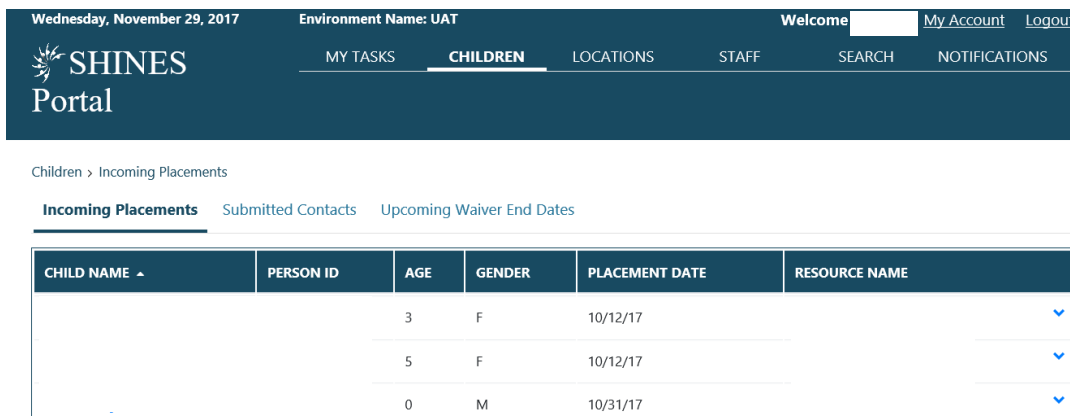 Wednesday, November 29, 2017 Environment Name: UAT Welcome My Account Logout
SHINES Portal
MY TASKS CHILDREN LOCATIONS STAFF SEARCH NOTIFICATIONS
Children > Incoming Placements
Incoming Placements Submitted Contacts Upcoming Waiver End Dates
CHILD NAME PERSON ID AGE GENDER PLACEMENT DATE RESOURCE NAME
3 F 10/12/17
5 F 10/12/17
0 M 10/31/17